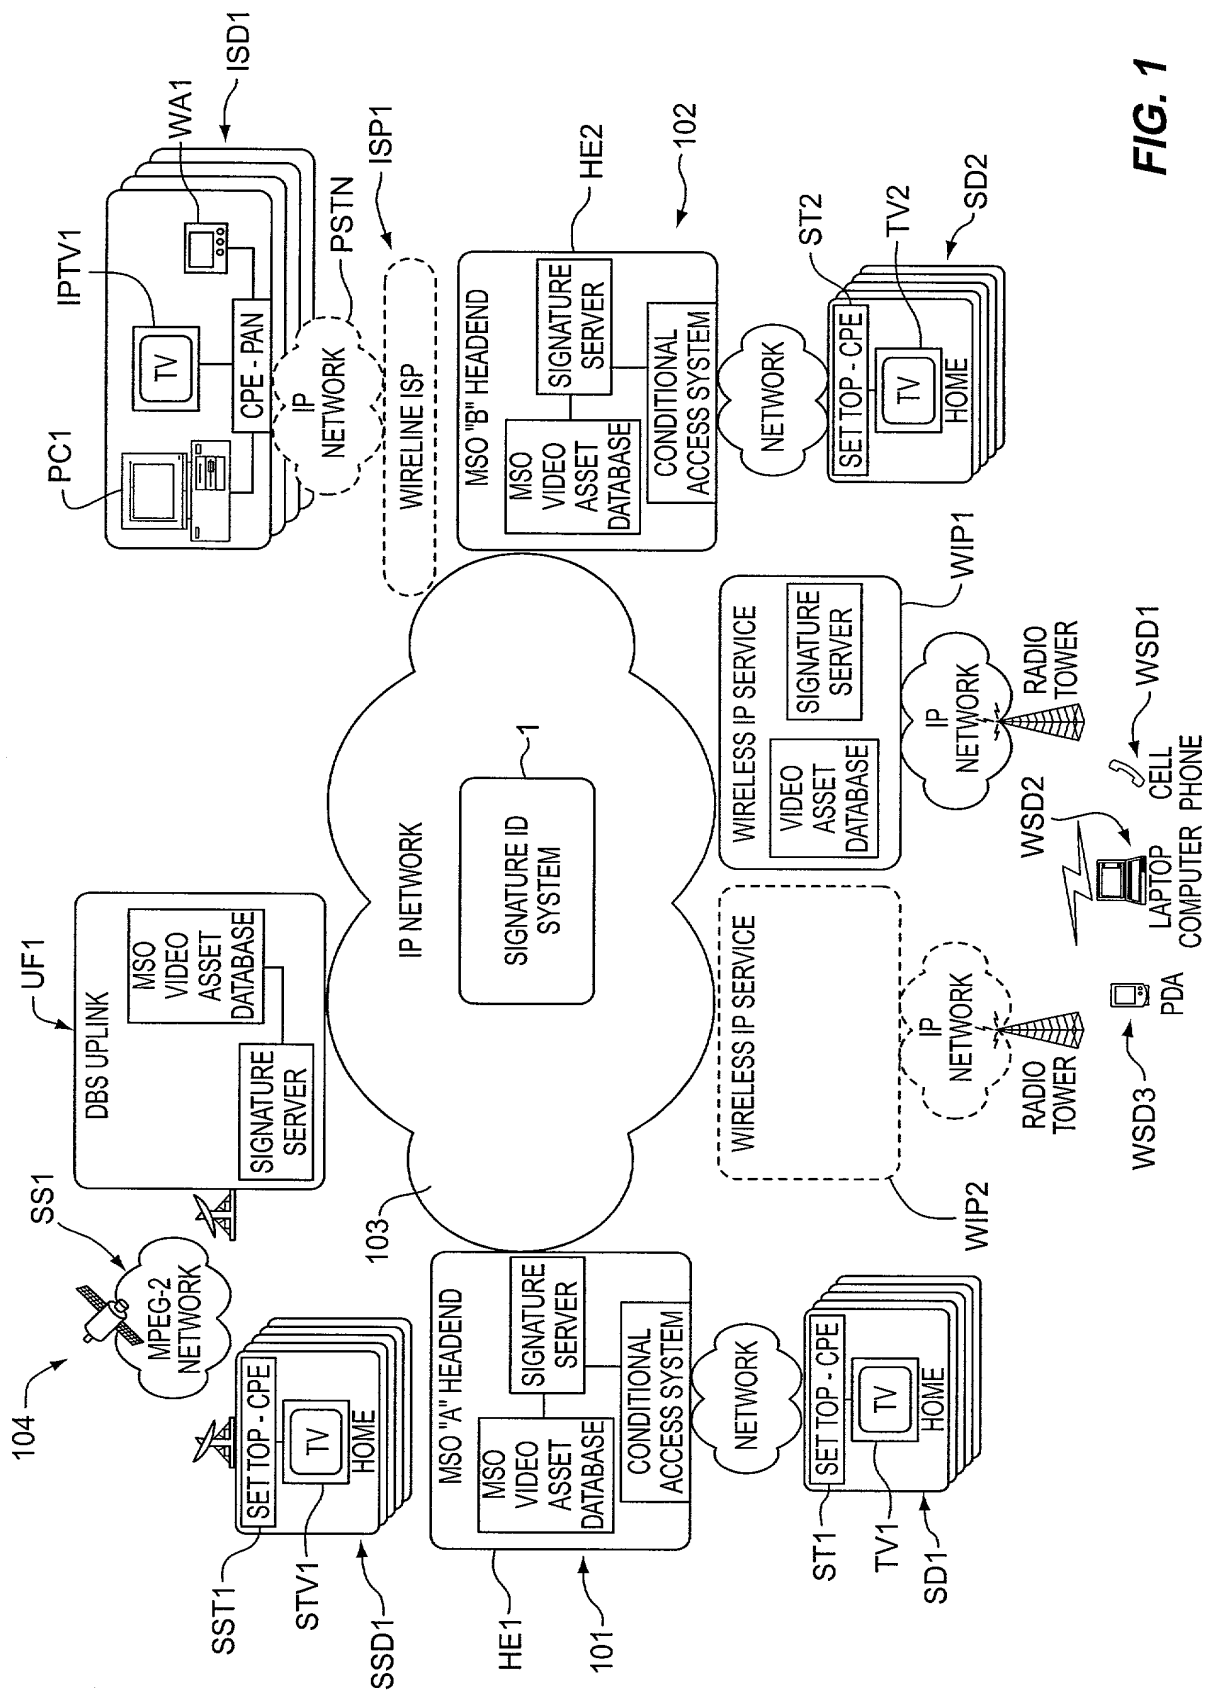 104
SS1
MPEG-2
NETWORK
SST1
SET TOP - CPE
STV1
TV
HOME
SSD1
UF1
DBS UPLINK
MSO
VIDEO
ASSET
DATABASE
SIGNATURE
SERVER
PC1
IPTV1
TV
WA1
ISD1
CPE - PAN
IP
NETWORK
PSTN
ISP1
WIRELINE ISP
103
IP NETWORK
SIGNATURE ID
SYSTEM
1
HE1
MSO "A" HEADEND
MSO
VIDEO
ASSET
DATABASE
SIGNATURE
SERVER
CONDITIONAL
ACCESS SYSTEM
101
NETWORK
ST1
SET TOP - CPE
TV1
TV
HOME
SD1
MSO "B" HEADEND
HE2
MSO
VIDEO
ASSET
DATABASE
SIGNATURE
SERVER
CONDITIONAL
ACCESS SYSTEM
102
NETWORK
ST2
SET TOP - CPE
TV2
TV
HOME
SD2
WIRELESS IP SERVICE
WIP2
IP
NETWORK
RADIO
TOWER
WSD3
PDA
WIRELESS IP SERVICE
VIDEO
ASSET
DATABASE
SIGNATURE
SERVER
WIP1
IP
NETWORK
RADIO
TOWER
WSD2
LAPTOP
COMPUTER
WSD1
CELL
PHONE
FIG. 1